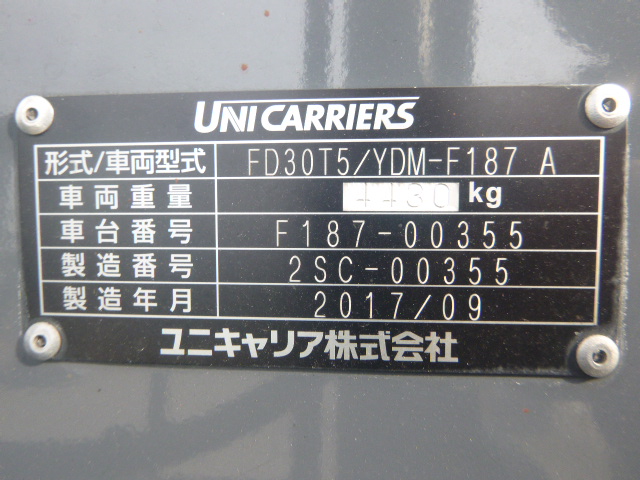 UNICARRIERS
形式/車両型式 FD30T5/YDM-F187 A
車両重量 4430 kg
車台番号 F187-00355
製造番号 2SC-00355
製造年月 2017/09
ユニキャリア株式会社